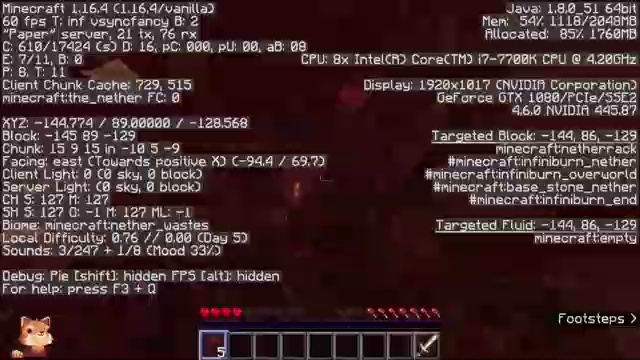 Minecraft 1.16.4 (1.16.4/vanilla)
60 fps T: inf vsyncfancy B: 2
"Paper" server, 21 tx, 76 rx
C: 610/17424 (s) D: 16, pC: 000, pU: 00, aB: 08
E: 7/11, B: 0
P: 8, T: 11
Client Chunk Cache: 729, 515
minecraft:the_nether FC: 0
XYZ: -144.774 / 89.00000 / -128.568
Block: -145 89 -129
Chunk: 15 9 15 in -10 5 -9
Facing: east (Towards positive X) (-94.4 / 69.7)
Client Light: 0 (0 sky, 0 block)
Server Light: (0 sky, 0 block)
CH S: 127 M: 127
SH S: 127 O: -1 M: 127 ML: -1
Biome: minecraft:nether_wastes
Local Difficulty: 0.76 // 0.00 (Day 5)
Sounds: 3/247 + 1/8 (Mood 33%)
Debug: Pie [shift]: hidden FPS [alt]: hidden
For help: press F3 + Q
Java: 1.8.0_51 64bit
Mem: 54% 1118/2048MB
Allocated: 85% 1760MB
CPU: 8x Intel(R) Core(TM) i7-7700K CPU @ 4.20GHz
Display: 1920x1017 (NVIDIA Corporation)
GeForce GTX 1080/PCIe/SSE2
4.6.0 NVIDIA 445.87
Targeted Block: -144, 86, -129
minecraft:netherrack
#minecraft:infiniburn_nether
#minecraft:infiniburn_overworld
#minecraft:base_stone_nether
#minecraft:infiniburn_end
Targeted Fluid: -144, 86, -129
minecraft:empty
Footsteps >
5